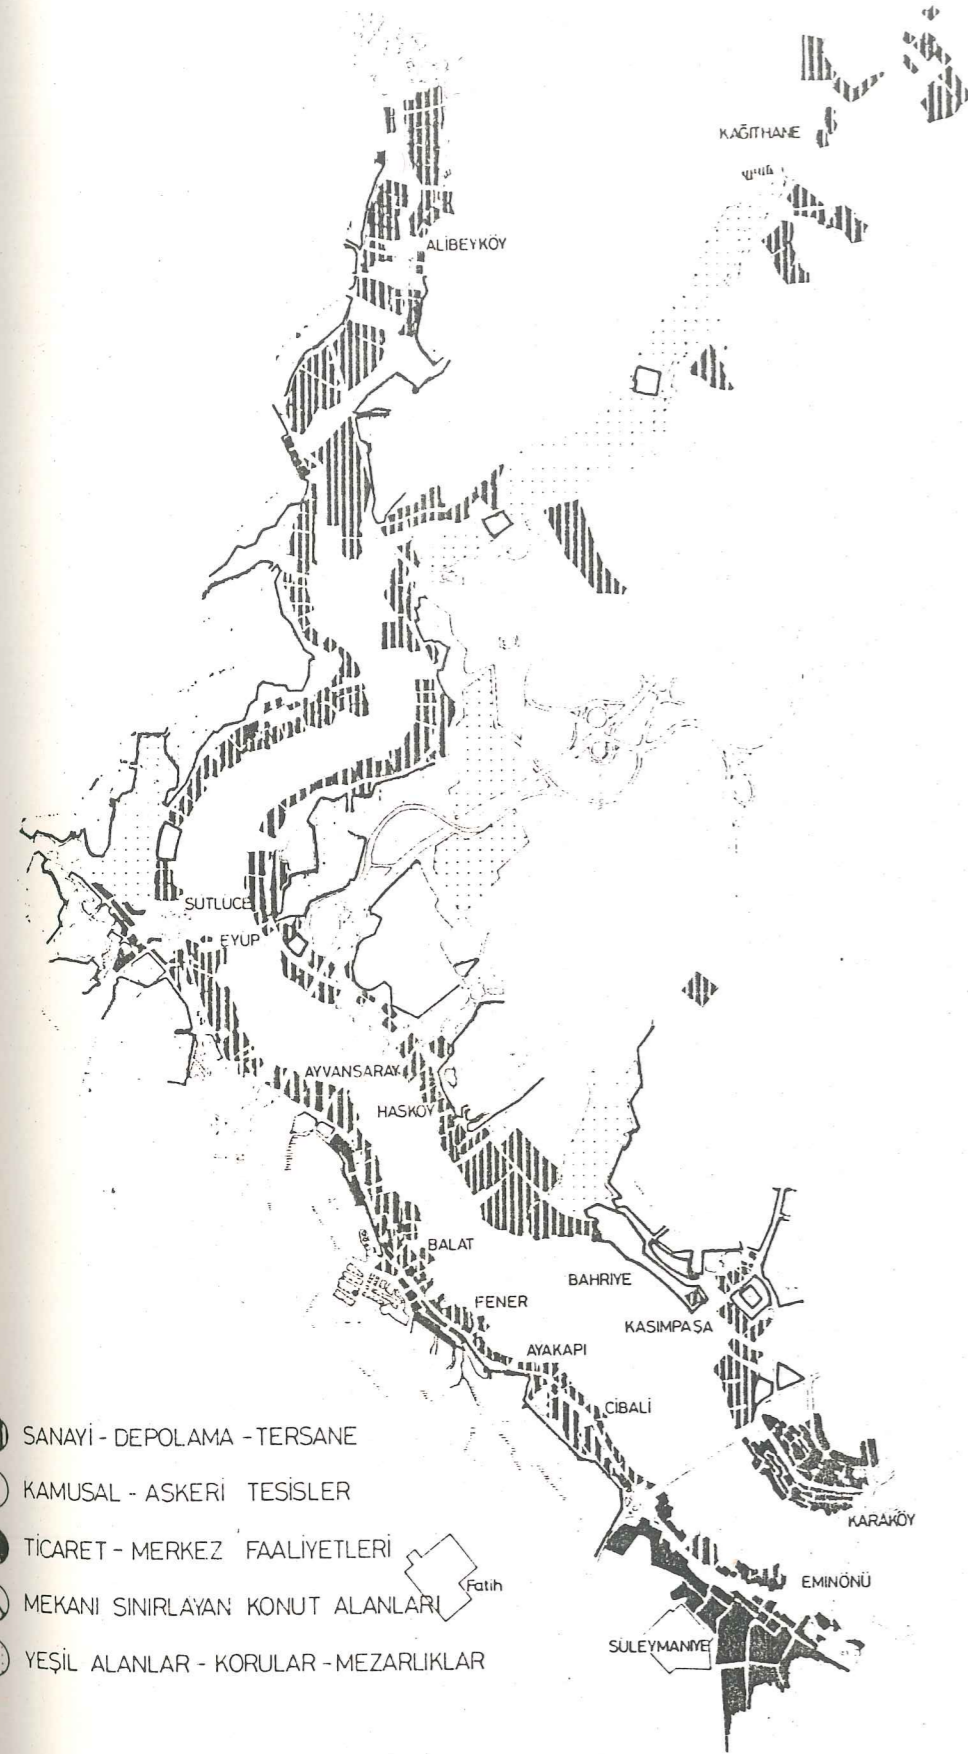 KAĞITHANE
ALİBEYKÖY
SÜTLÜCE
EYÜP
AYVANSARAY
HASKÖY
BALAT
BAHRİYE
FENER
KASIMPAŞA
AYAKAPI
CİBALİ
KARAKÖY
EMİNÖNÜ
SÜLEYMANİYE
Fatih
SANAYİ - DEPOLAMA - TERSANE
KAMUSAL - ASKERİ TESİSLER
TİCARET - MERKEZ FAALİYETLERİ
MEKANI SINIRLAYAN KONUT ALANLARI
YEŞİL ALANLAR - KORULAR - MEZARLIKLAR